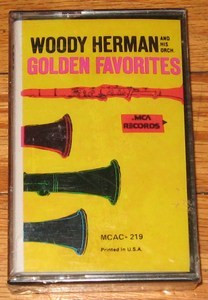 WOODY HERMAN AND HIS ORCH
GOLDEN FAVORITES
MCA
RECORDS
MCAC-219
Printed in U.S.A.